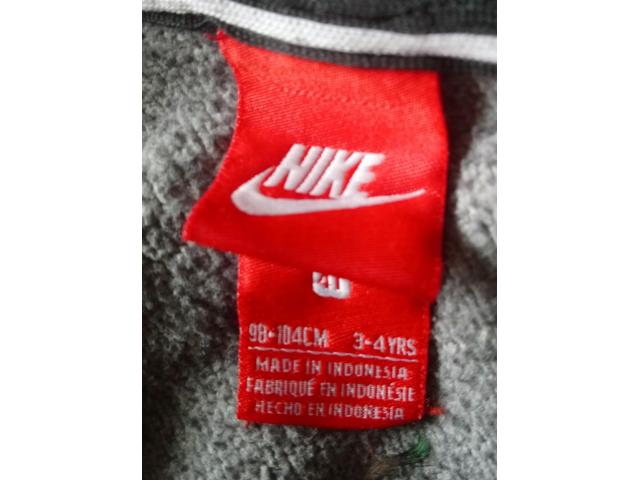 NIKE
98-104CM 3-4YRS
MADE IN INDONESIA
FABRIQUÉ EN INDONÉSIE
HECHO EN INDONESIA